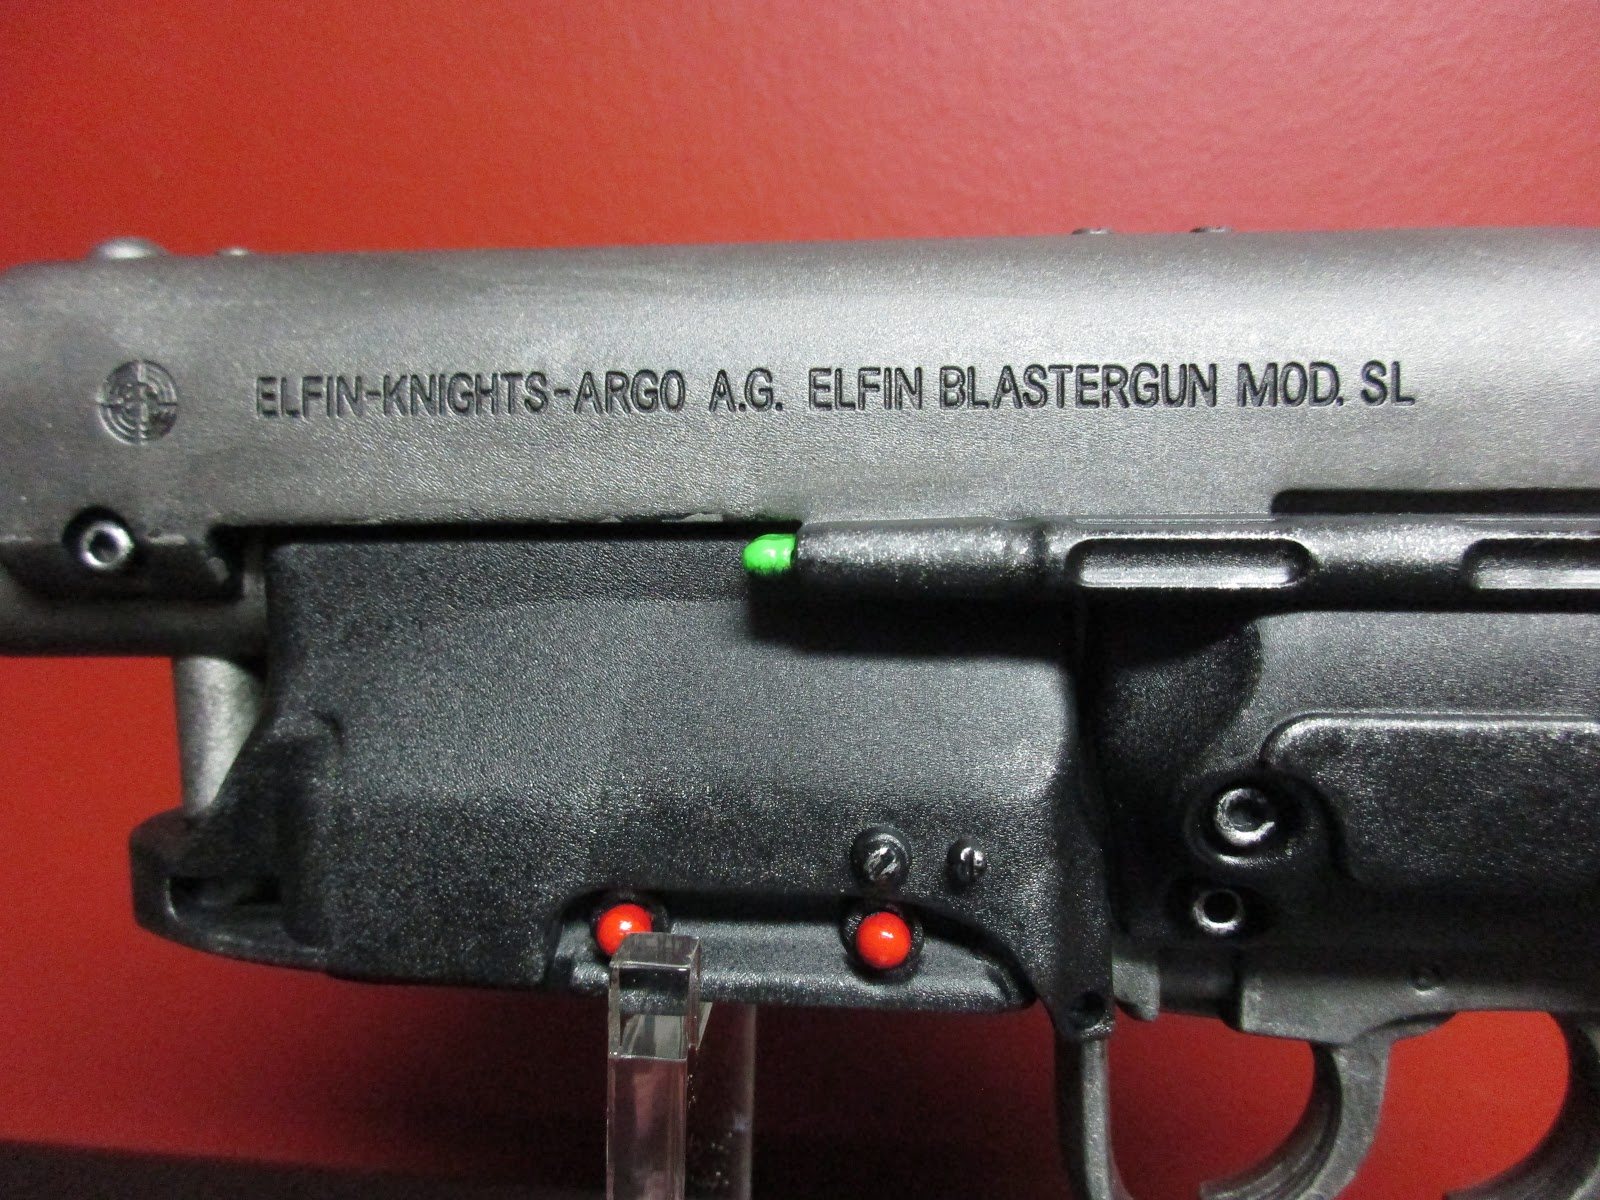 ELFIN-KNIGHTS-ARGO A.G. ELFIN BLASTERGUN MOD. SL